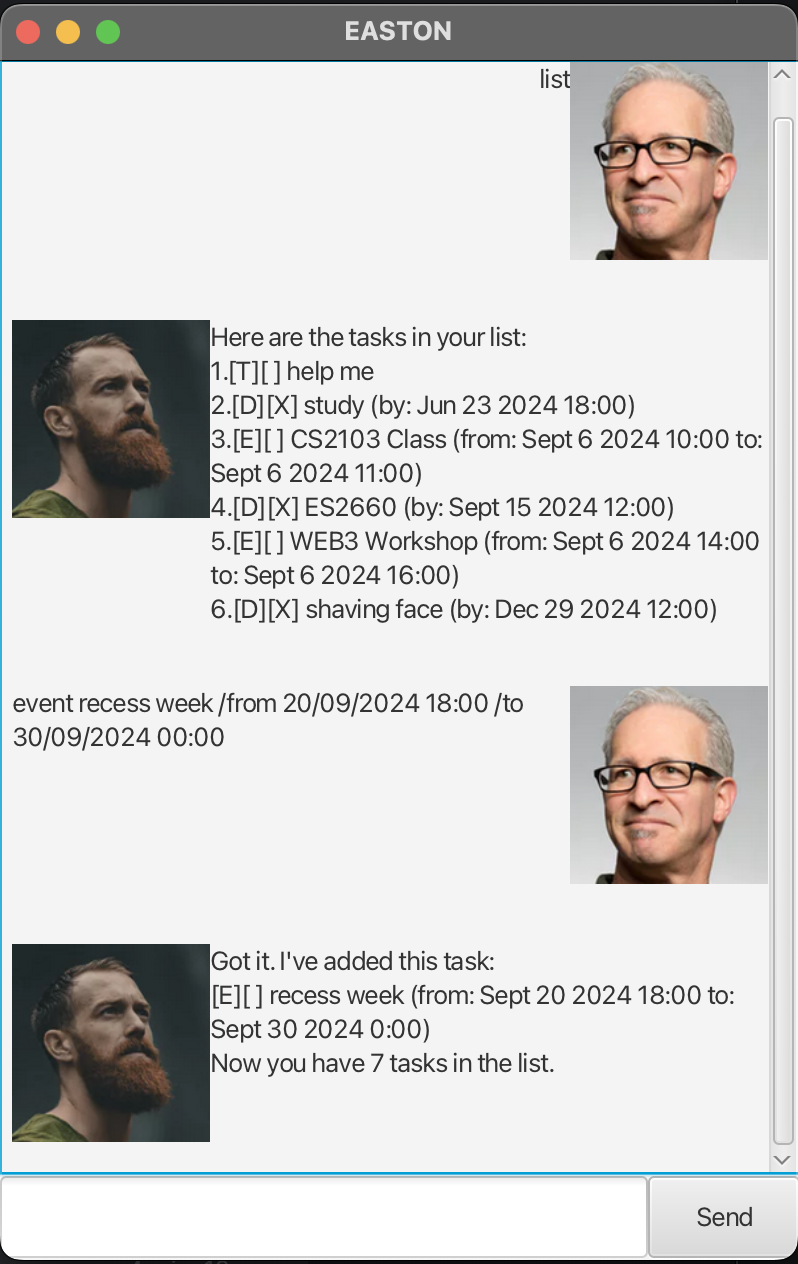 EASTON
list
Here are the tasks in your list:
1.[T][ ] help me
2.[D][X] study (by: Jun 23 2024 18:00)
3.[E][ ] CS2103 Class (from: Sept 6 2024 10:00 to:
Sept 6 2024 11:00)
4.[D][X] ES2660 (by: Sept 15 2024 12:00)
5.[E][ ] WEB3 Workshop (from: Sept 6 2024 14:00
to: Sept 6 2024 16:00)
6.[D][X] shaving face (by: Dec 29 2024 12:00)
event recess week /from 20/09/2024 18:00 /to
30/09/2024 00:00
Got it. I've added this task:
[E][ ] recess week (from: Sept 20 2024 18:00 to:
Sept 30 2024 0:00)
Now you have 7 tasks in the list.
Send